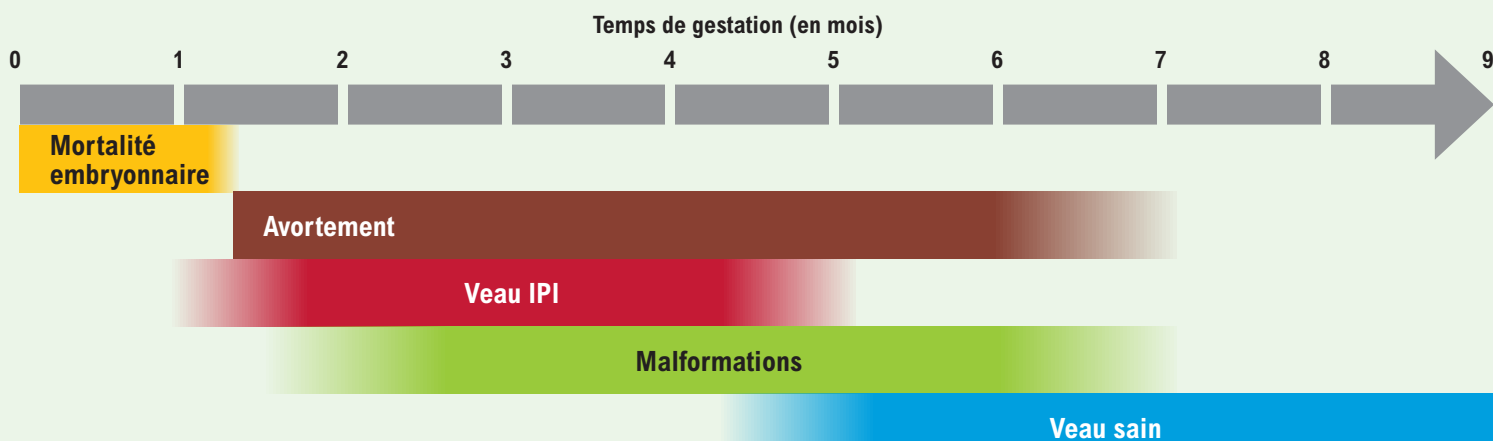 Temps de gestation (en mois)
0 1 2 3 4 5 6 7 8 9
Mortalité
embryonnaire
Avortement
Veau IPI
Malformations
Veau sain